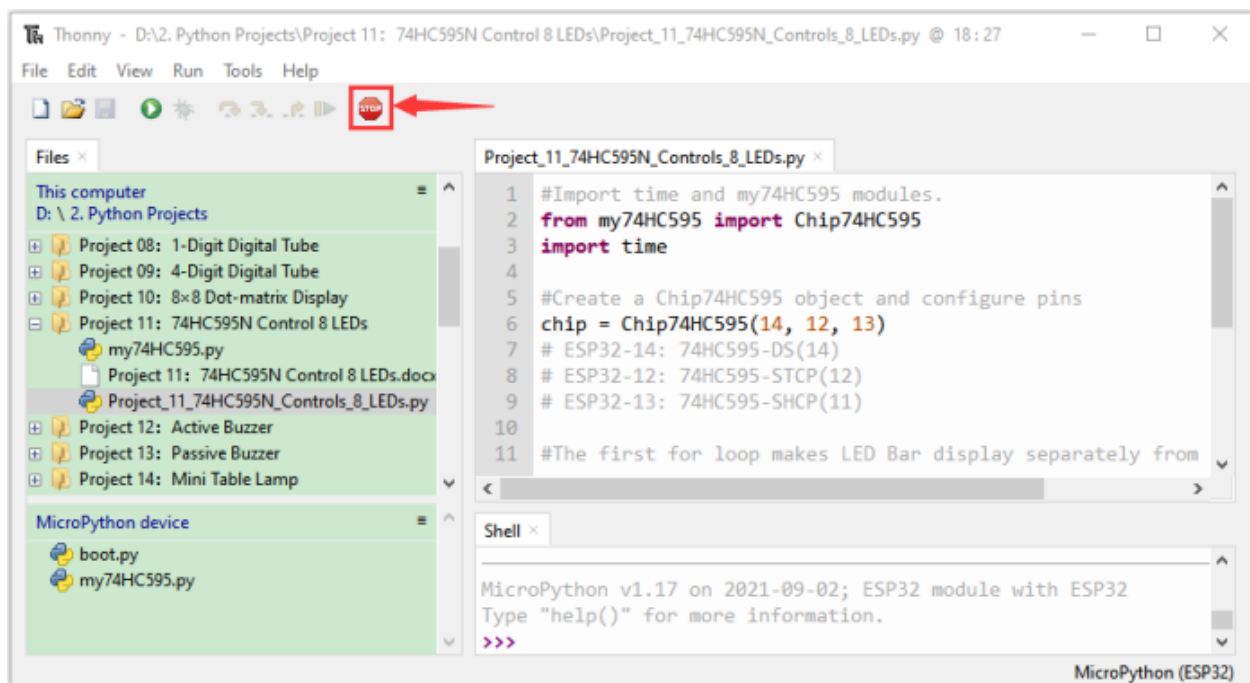 Thonny - D:\2. Python Projects\Project 11: 74HC595N Control 8 LEDs\Project_11_74HC595N_Controls_8_LEDs.py @ 18:27
File Edit View Run Tools Help
STOP
Files
This computer
D: \ 2. Python Projects
Project 08: 1-Digit Digital Tube
Project 09: 4-Digit Digital Tube
Project 10: 8×8 Dot-matrix Display
Project 11: 74HC595N Control 8 LEDs
my74HC595.py
Project 11: 74HC595N Control 8 LEDs.docx
Project_11_74HC595N_Controls_8_LEDs.py
Project 12: Active Buzzer
Project 13: Passive Buzzer
Project 14: Mini Table Lamp
MicroPython device
boot.py
my74HC595.py
Project_11_74HC595N_Controls_8_LEDs.py
1 #Import time and my74HC595 modules.
2 from my74HC595 import Chip74HC595
3 import time
4
5 #Create a Chip74HC595 object and configure pins
6 chip = Chip74HC595(14, 12, 13)
7 # ESP32-14: 74HC595-DS(14)
8 # ESP32-12: 74HC595-STCP(12)
9 # ESP32-13: 74HC595-SHCP(11)
10
11 #The first for loop makes LED Bar display separately from
Shell
MicroPython v1.17 on 2021-09-02; ESP32 module with ESP32
Type "help()" for more information.
>>>
MicroPython (ESP32)